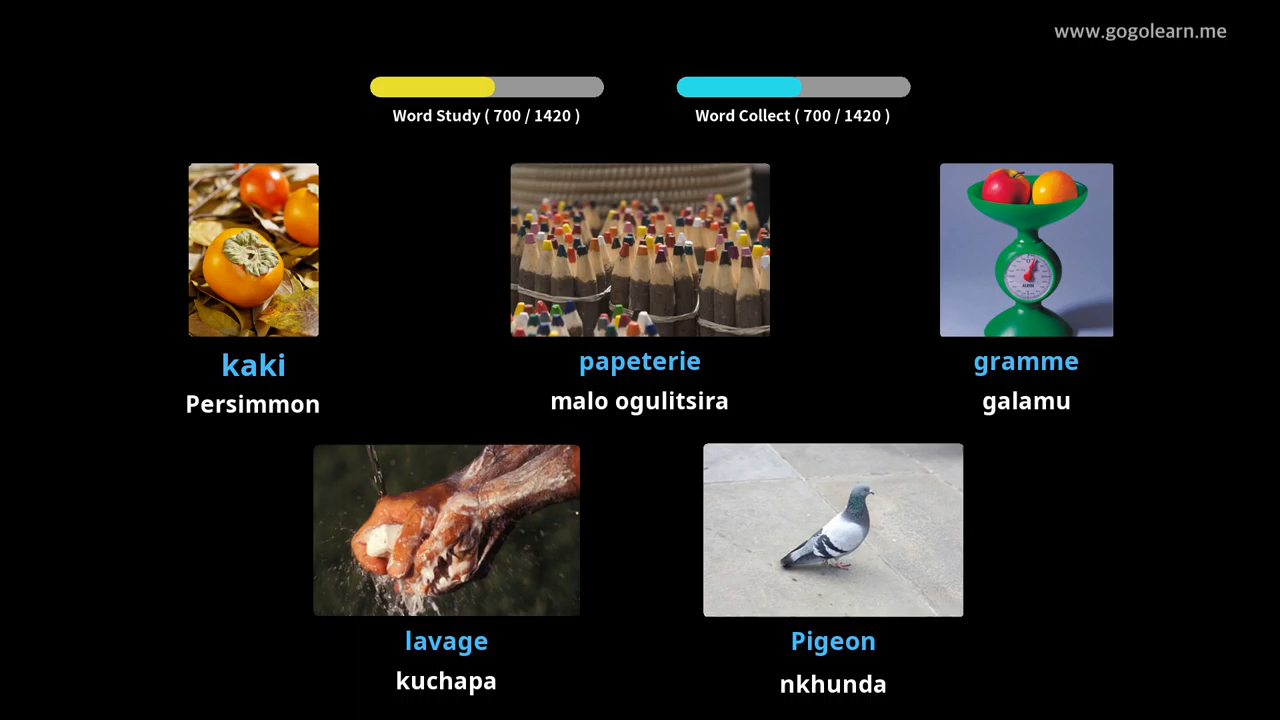 www.gogolearn.me
Word Study ( 700 / 1420 )
Word Collect ( 700 / 1420 )
kaki
Persimmon
papeterie
malo ogulitsira
gramme
galamu
lavage
kuchapa
Pigeon
nkhunda